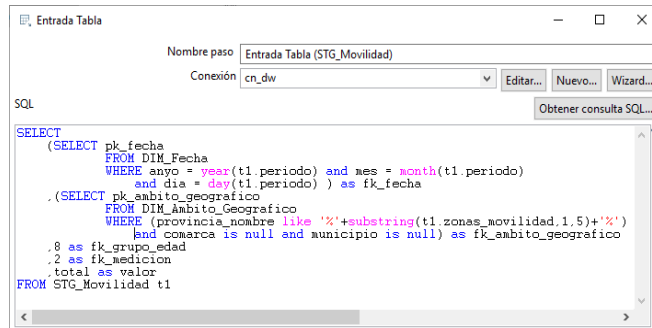 Entrada Tabla
Nombre paso Entrada Tabla (STG_Movilidad)
Conexión cn_dw Editar... Nuevo... Wizard...
SQL Obtener consulta SQL...
SELECT
(SELECT pk_fecha
FROM DIM_Fecha
WHERE anyo = year(t1.periodo) and mes = month(t1.periodo)
and dia = day(t1.periodo) ) as fk_fecha
,(SELECT pk_ambito_geografico
FROM DIM_Ambito_Geografico
WHERE (provincia_nombre like '%'+substring(t1.zonas_movilidad,1,5)+'%')
and comarca is null and municipio is null) as fk_ambito_geografico
,8 as fk_grupo_edad
,2 as fk_medicion
,total as valor
FROM STG_Movilidad t1